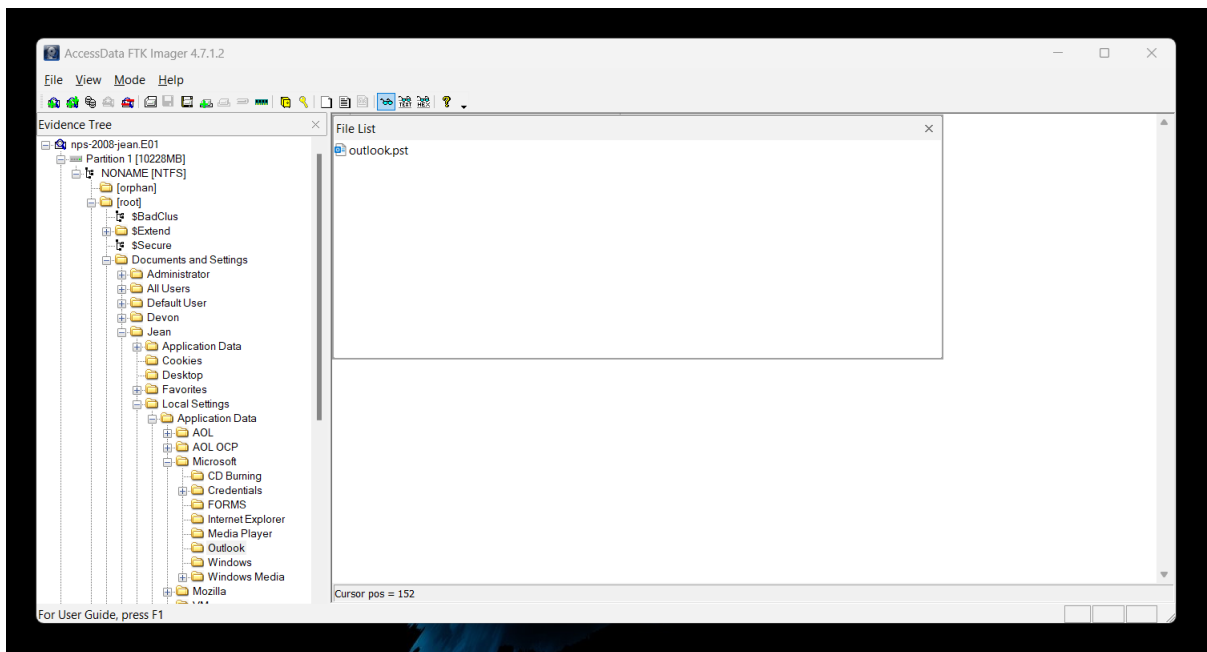 AccessData FTK Imager 4.7.1.2
File View Mode Help
Evidence Tree
nps-2008-jean.E01
Partition 1 [10228MB]
NONAME [NTFS]
[orphan]
[root]
$BadClus
$Extend
$Secure
Documents and Settings
Administrator
All Users
Default User
Devon
Jean
Application Data
Cookies
Desktop
Favorites
Local Settings
Application Data
AOL
AOL OCP
Microsoft
CD Burning
Credentials
FORMS
Internet Explorer
Media Player
Outlook
Windows
Windows Media
Mozilla
File List
outlook.pst
Cursor pos = 152
For User Guide, press F1